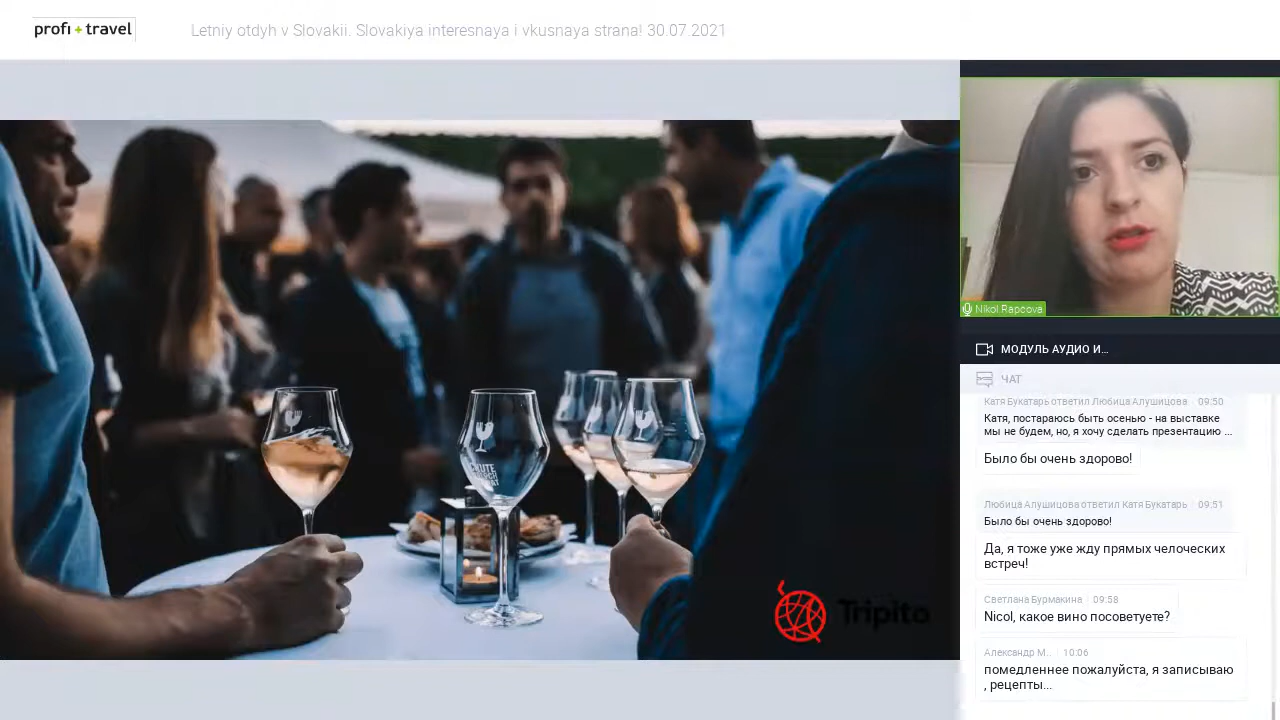 profi + travel
Letniy otdyh v Slovakii. Slovakiya interesnaya i vkusnaya strana! 30.07.2021
Tripito
Nikol Rapcova
МОДУЛЬ АУДИО И...
ЧАТ
Катя Букатарь ответил Любица Алушицова 09:50
Катя, постараюсь быть осенью - на выставке
мы не будем, но, я хочу сделать презентацию ...
Было бы очень здорово!
Любица Алушицова ответил Катя Букатарь 09:51
Было бы очень здорово!
Да, я тоже уже жду прямых челоческих
встреч!
Светлана Бурмакина 09:58
Nicol, какое вино посоветуете?
Александр М.. 10:06
помедленнее пожалуйста, я записываю
, рецепты...